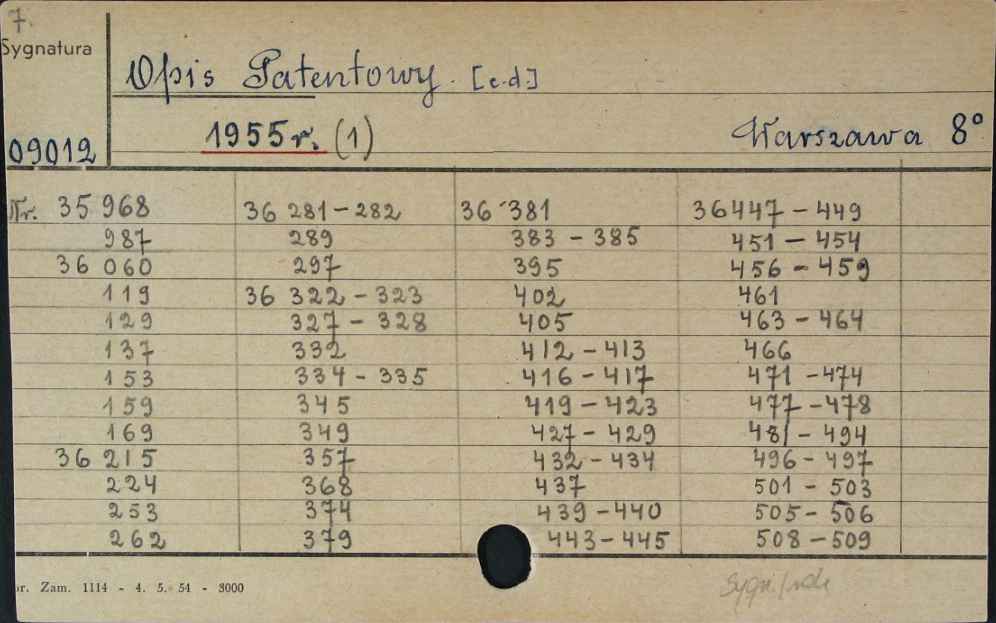 7.
Sygnatura
Opis Patentowy. [c.d.]
09012
1955r. (1)
Warszawa 8°
Nr. 35 968 36 281-282 36 381 36447-449
987 289 383-385 451-454
36 060 297 395 456-459
119 36 322-323 402 461
129 327-328 405 463-464
137 332 412-413 466
153 334-335 416-417 471-474
159 345 419-423 477-478
169 349 427-429 481-494
36 215 357 432-434 496-497
224 368 437 501-503
253 374 439-440 505-506
262 379 443-445 508-509
Zam. 1114 - 4. 5. 54 - 3000